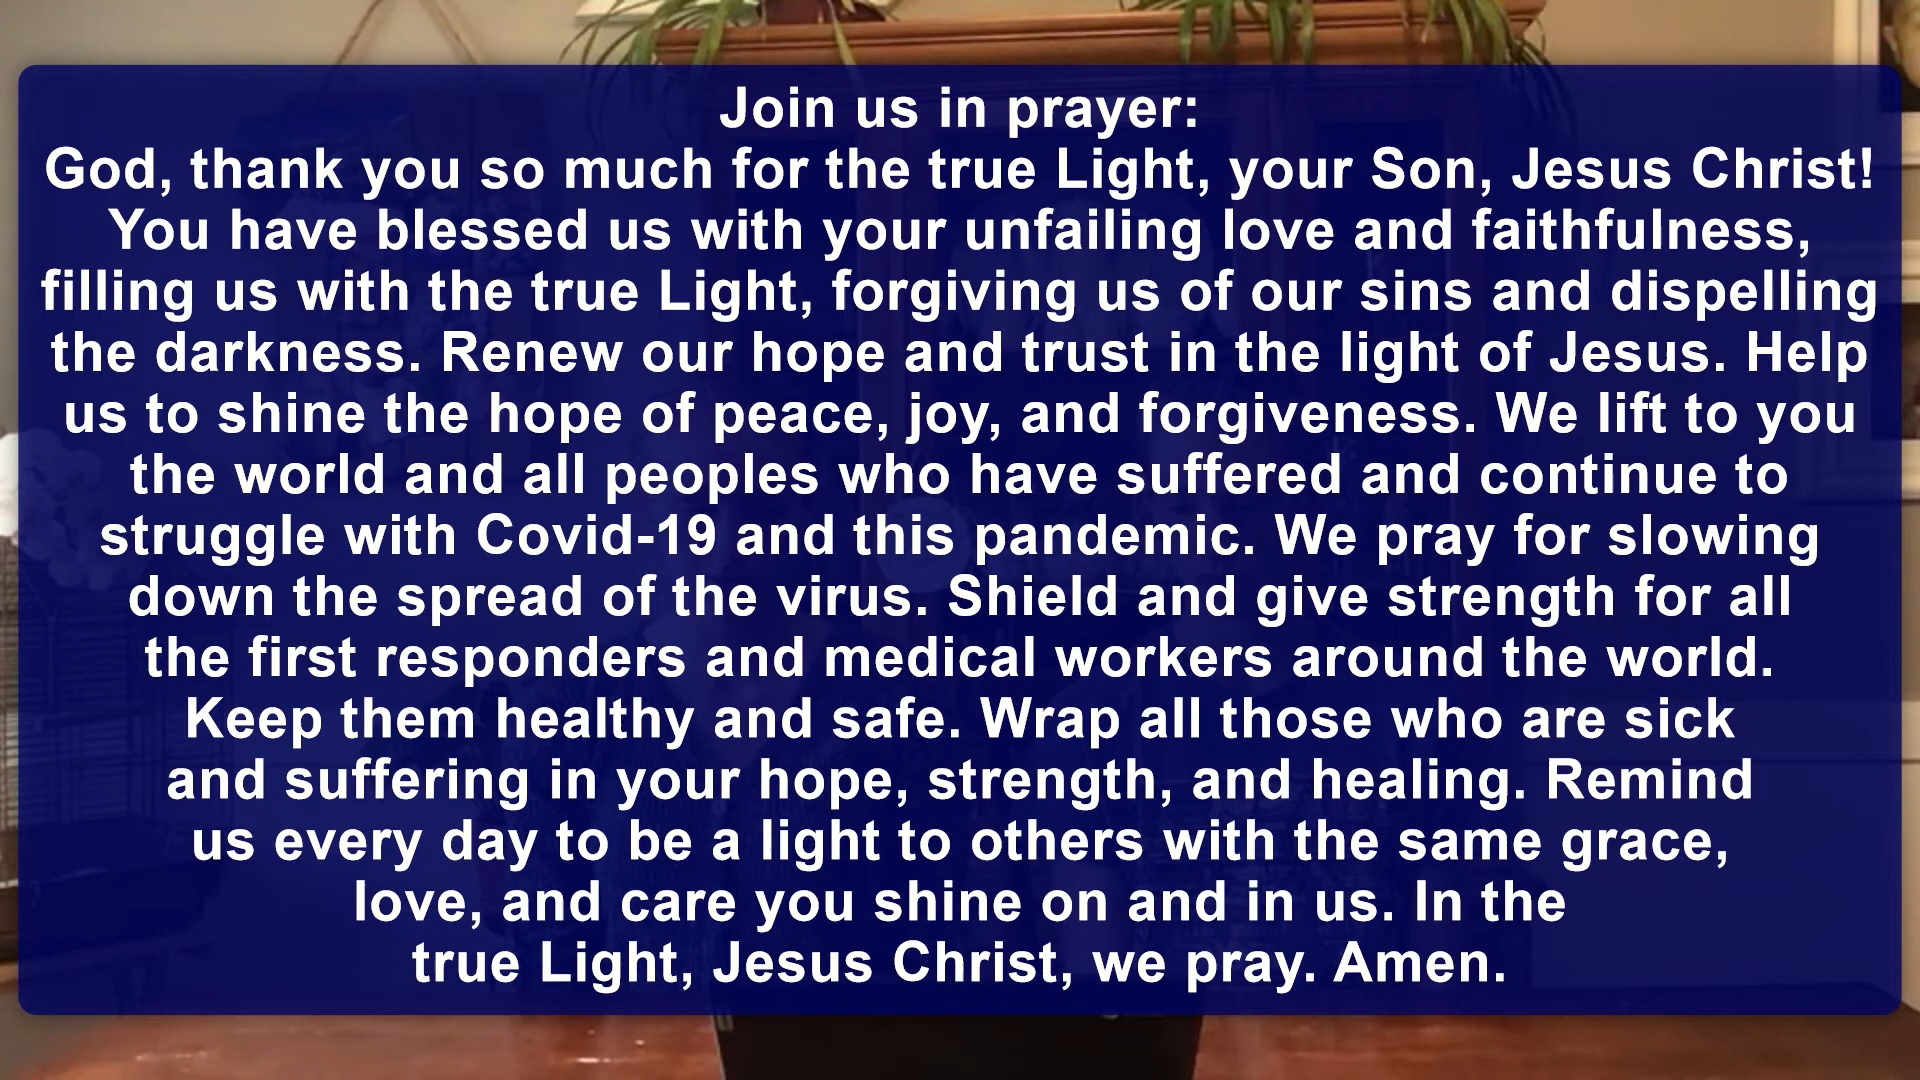 Join us in prayer:
God, thank you so much for the true Light, your Son, Jesus Christ!
You have blessed us with your unfailing love and faithfulness,
filling us with the true Light, forgiving us of our sins and dispelling
the darkness. Renew our hope and trust in the light of Jesus. Help
us to shine the hope of peace, joy, and forgiveness. We lift to you
the world and all peoples who have suffered and continue to
struggle with Covid-19 and this pandemic. We pray for slowing
down the spread of the virus. Shield and give strength for all
the first responders and medical workers around the world.
Keep them healthy and safe. Wrap all those who are sick
and suffering in your hope, strength, and healing. Remind
us every day to be a light to others with the same grace,
love, and care you shine on and in us. In the
true Light, Jesus Christ, we pray. Amen.